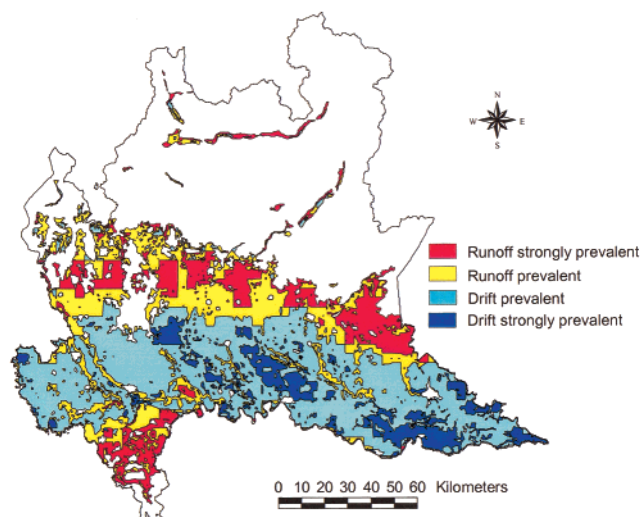 N
W E
S
Runoff strongly prevalent
Runoff prevalent
Drift prevalent
Drift strongly prevalent
0 10 20 30 40 50 60 Kilometers